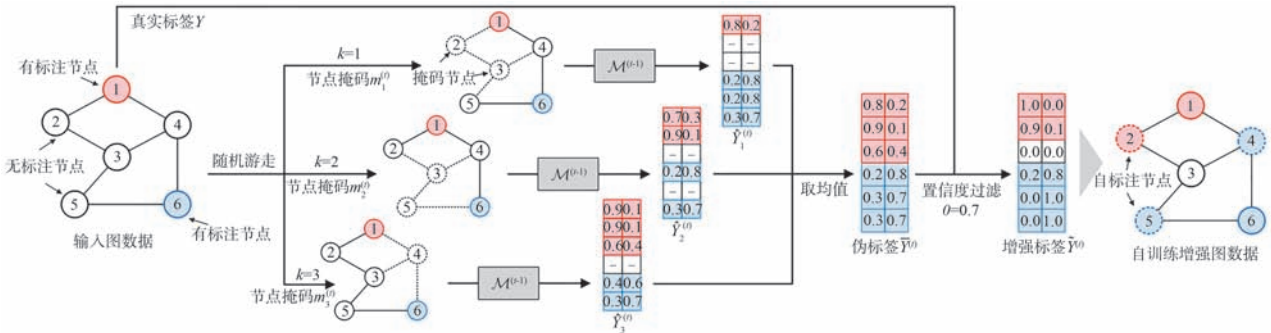 真实标签Y
有标注节点
1
2
4
3
5
6
无标注节点
有标注节点
输入图数据
随机游走
k=1
节点掩码m₁⁽ᵗ⁾
掩码节点
1
2
4
3
5
6
ℳ⁽ᵗ⁻¹⁾
0.8 0.2
– –
– –
0.2 0.8
0.2 0.8
0.3 0.7
Ŷ₁⁽ᵗ⁾
k=2
节点掩码m₂⁽ᵗ⁾
1
2
4
3
5
6
ℳ⁽ᵗ⁻¹⁾
0.7 0.3
0.9 0.1
– –
0.2 0.8
– –
0.3 0.7
Ŷ₂⁽ᵗ⁾
k=3
节点掩码m₃⁽ᵗ⁾
1
2
4
3
5
6
ℳ⁽ᵗ⁻¹⁾
0.9 0.1
0.9 0.1
0.6 0.4
– –
0.4 0.6
0.3 0.7
Ŷ₃⁽ᵗ⁾
取均值
0.8 0.2
0.9 0.1
0.6 0.4
0.2 0.8
0.3 0.7
0.3 0.7
伪标签Ȳ⁽ᵗ⁾
置信度过滤
θ=0.7
1.0 0.0
0.9 0.1
0.0 0.0
0.2 0.8
0.0 1.0
0.0 1.0
增强标签Ỹ⁽ᵗ⁾
1
2
4
自标注节点
3
5
6
自训练增强图数据